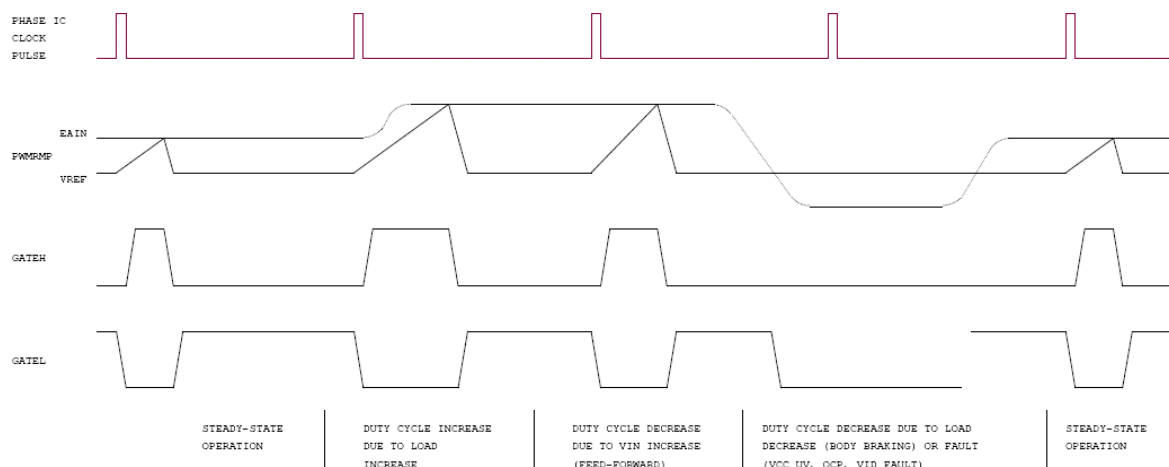 PHASE IC
CLOCK
PULSE
EAIN
PWMRMP
VREF
GATEH
GATEL
STEADY-STATE
OPERATION
DUTY CYCLE INCREASE
DUE TO LOAD
INCREASE
DUTY CYCLE DECREASE
DUE TO VIN INCREASE
(FEED-FORWARD)
DUTY CYCLE DECREASE DUE TO LOAD
DECREASE (BODY BRAKING) OR FAULT
(VCC UV, OCP, VID FAULT)
STEADY-STATE
OPERATION